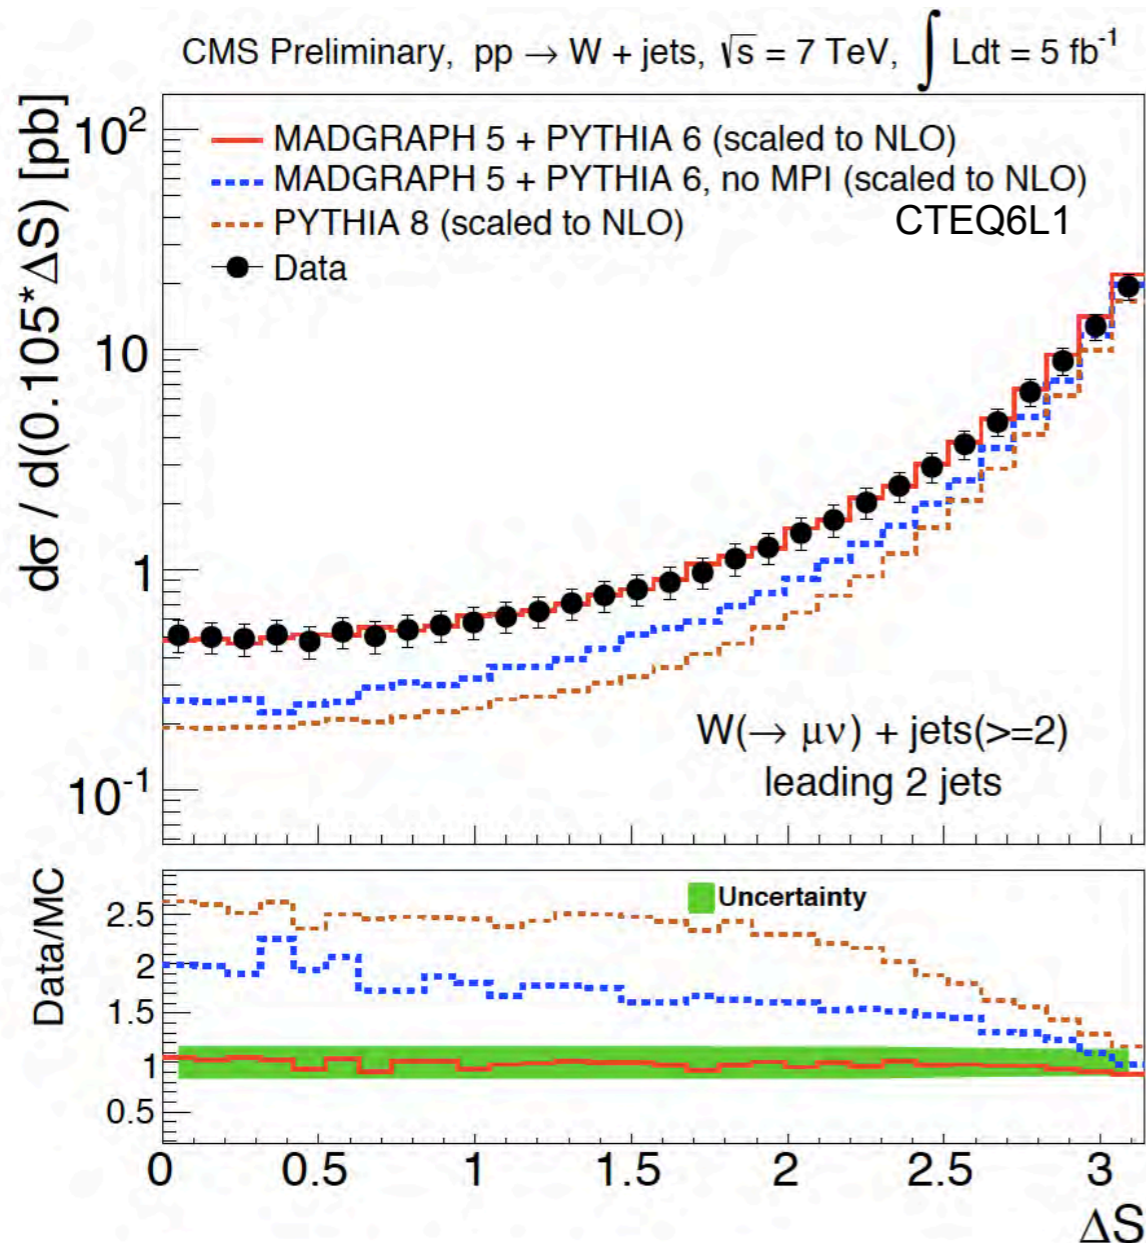 CMS Preliminary, pp → W + jets, √s = 7 TeV, ∫ Ldt = 5 fb⁻¹
dσ / d(0.105*ΔS) [pb]
10²
10
1
10⁻¹
MADGRAPH 5 + PYTHIA 6 (scaled to NLO)
MADGRAPH 5 + PYTHIA 6, no MPI (scaled to NLO)
PYTHIA 8 (scaled to NLO)
CTEQ6L1
Data
W(→ μν) + jets(>=2)
leading 2 jets
Data/MC
2.5
2
1.5
1
0.5
Uncertainty
0 0.5 1 1.5 2 2.5 3
ΔS